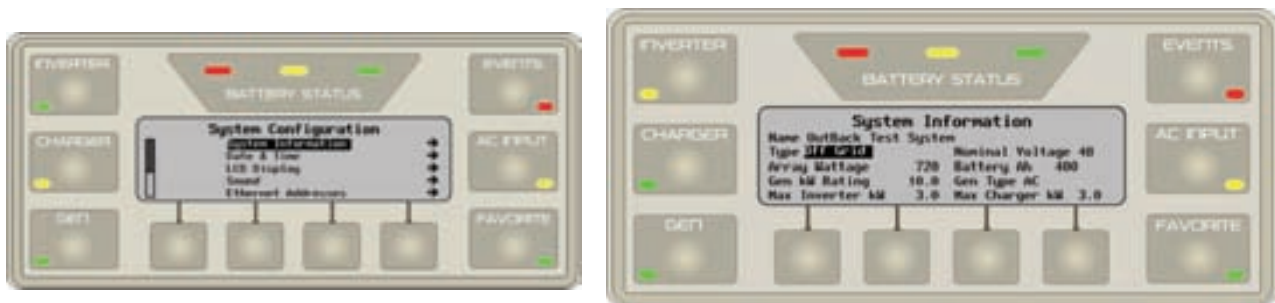 INVERTER
EVENTS
BATTERY STATUS
CHARGER
AC INPUT
System Configuration
System Information
Date & Time
LCD Display
Sound
Ethernet Addresses
GEN
FAVORITE
INVERTER
EVENTS
BATTERY STATUS
CHARGER
AC INPUT
System Information
Name OutBack Test System
Type Off Grid Nominal Voltage 48
Array Wattage 720 Battery Ah 400
Gen kW Rating 10.0 Gen Type AC
Max Inverter kW 3.0 Max Charger kW 3.0
GEN
FAVORITE